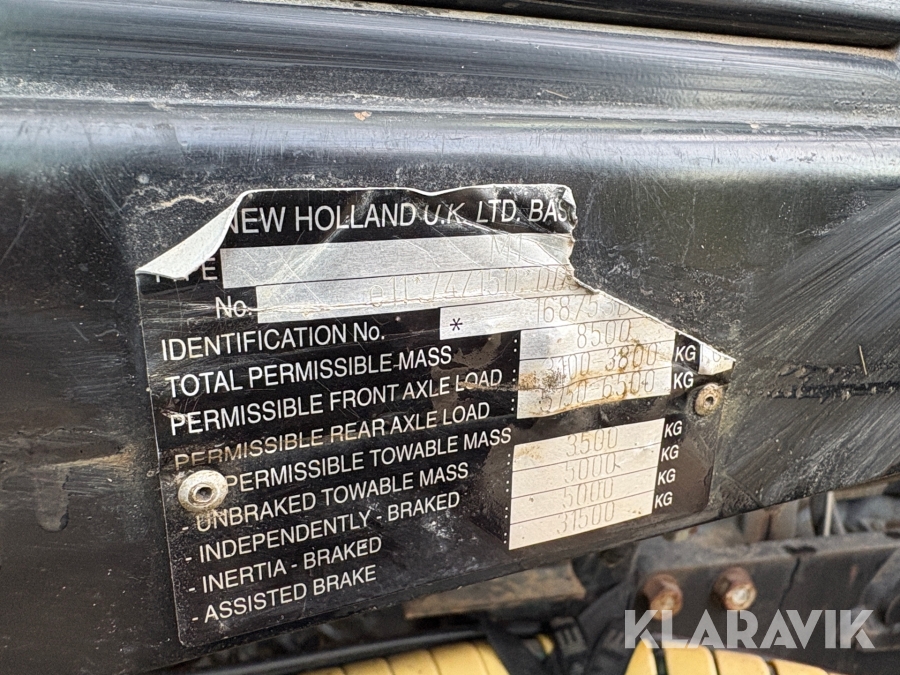 NEW HOLLAND U.K. LTD. BAS
No.
IDENTIFICATION No. *
TOTAL PERMISSIBLE MASS 8500 KG
PERMISSIBLE FRONT AXLE LOAD : 3800 KG
PERMISSIBLE REAR AXLE LOAD : 6500
PERMISSIBLE TOWABLE MASS
- UNBRAKED TOWABLE MASS : 3500 KG
- INDEPENDENTLY - BRAKED : 5000 KG
- INERTIA - BRAKED : 5000 KG
- ASSISTED BRAKE : 31500 KG
KLARAVIK